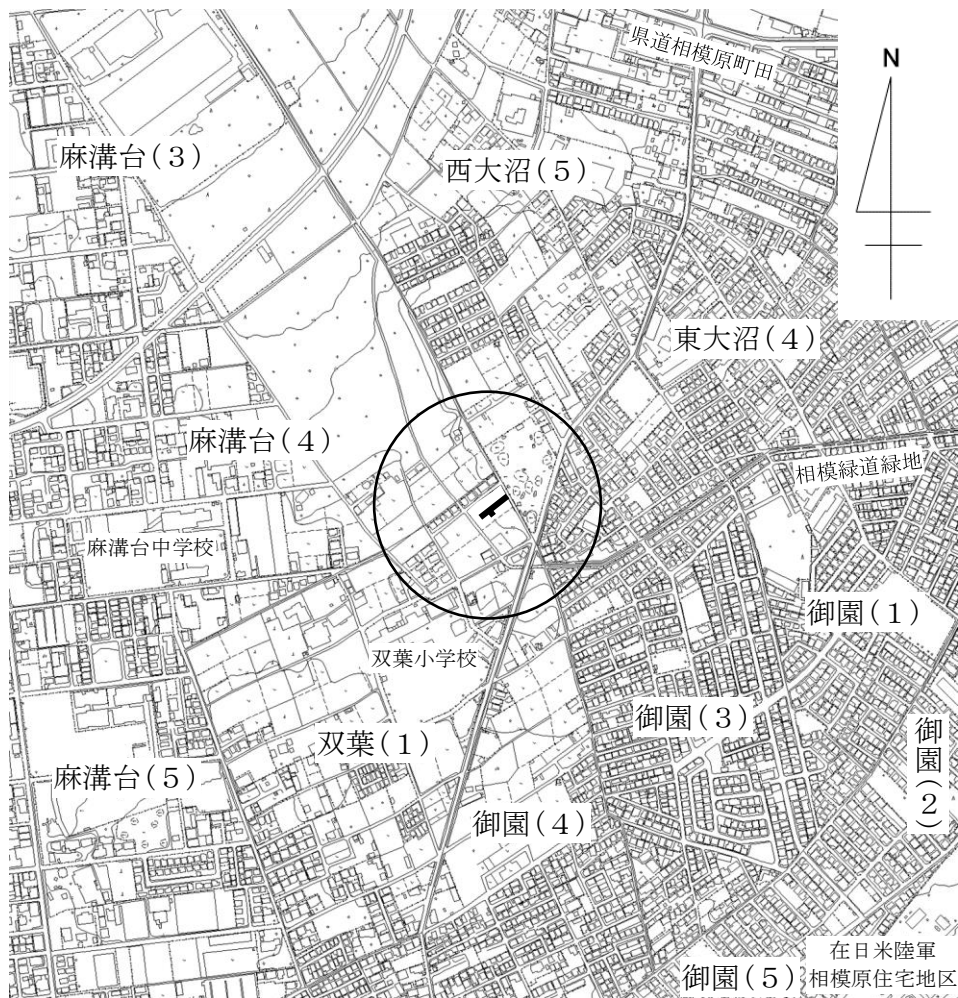 県道相模原町田
N
麻溝台(3)
西大沼(5)
東大沼(4)
麻溝台(4)
相模緑道緑地
麻溝台中学校
御園(1)
双葉小学校
御園(3)
双葉(1)
御園(2)
麻溝台(5)
御園(4)
在日米陸軍
相模原住宅地区
御園(5)